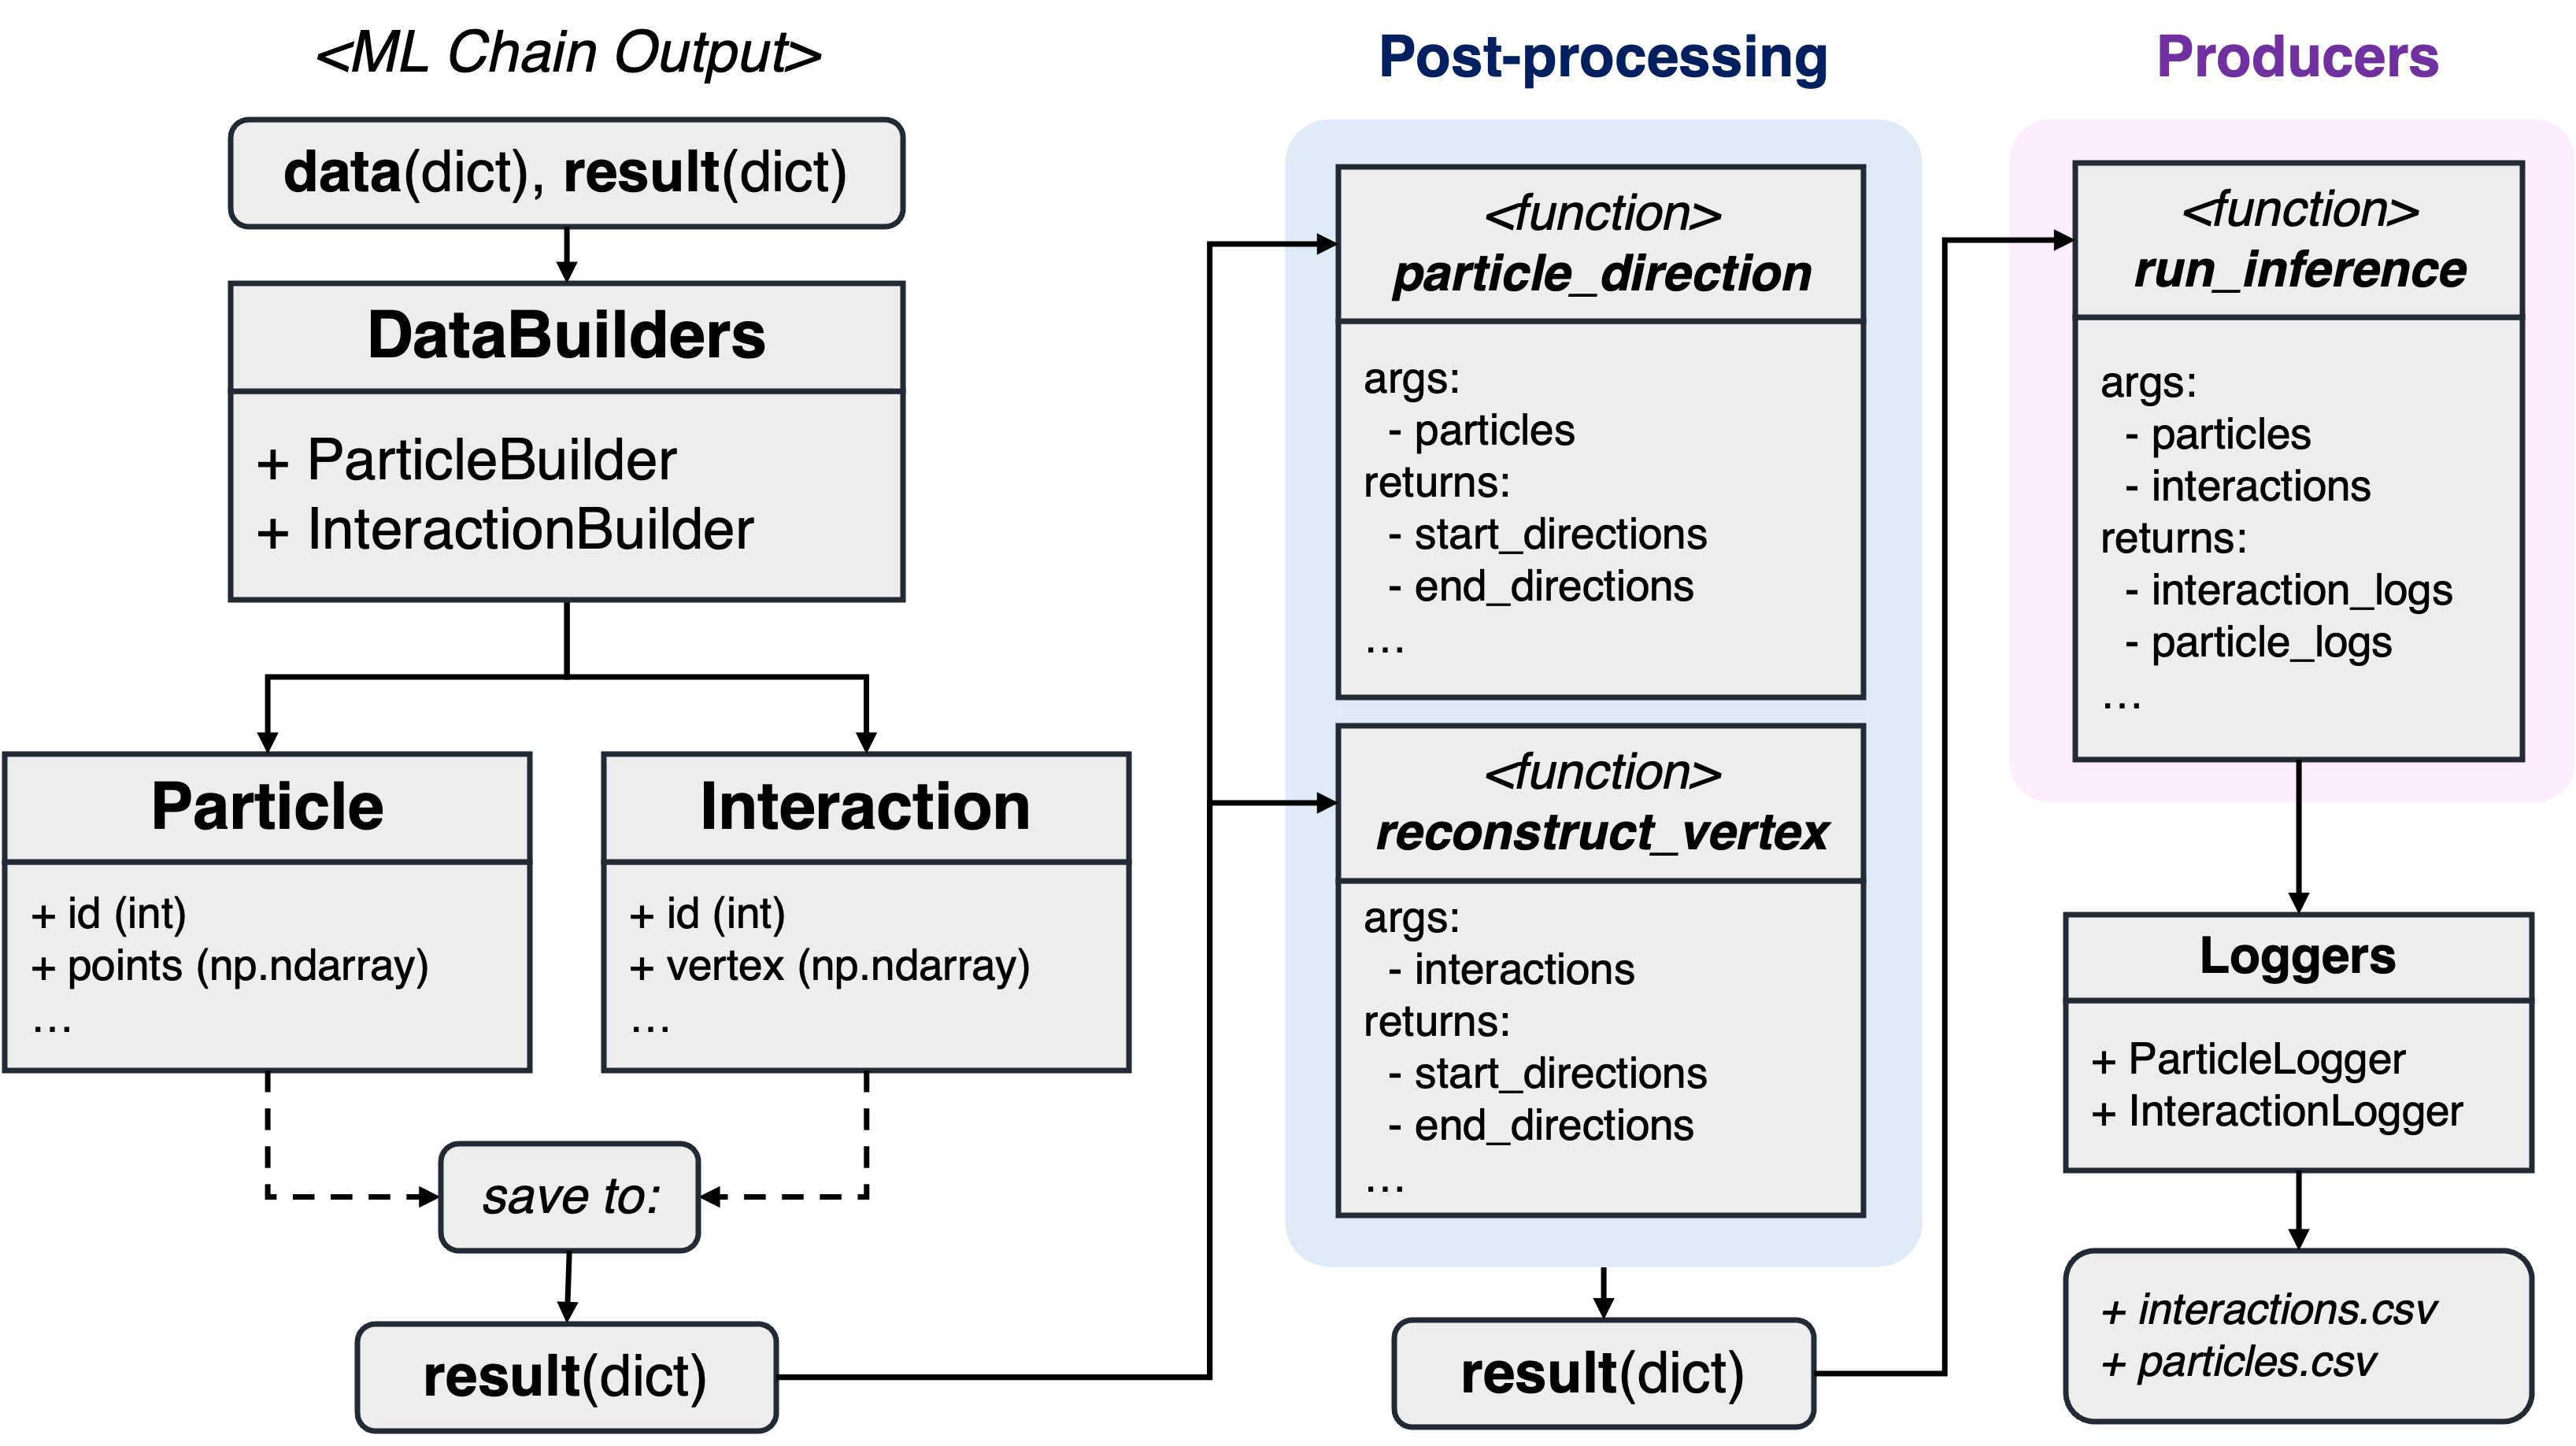 <ML Chain Output>
data(dict), result(dict)
DataBuilders
+ ParticleBuilder
+ InteractionBuilder
Particle
+ id (int)
+ points (np.ndarray)
...
Interaction
+ id (int)
+ vertex (np.ndarray)
...
save to:
result(dict)
Post-processing
<function>
particle_direction
args:
- particles
returns:
- start_directions
- end_directions
...
<function>
reconstruct_vertex
args:
- interactions
returns:
- start_directions
- end_directions
...
result(dict)
Producers
<function>
run_inference
args:
- particles
- interactions
returns:
- interaction_logs
- particle_logs
...
Loggers
+ ParticleLogger
+ InteractionLogger
+ interactions.csv
+ particles.csv